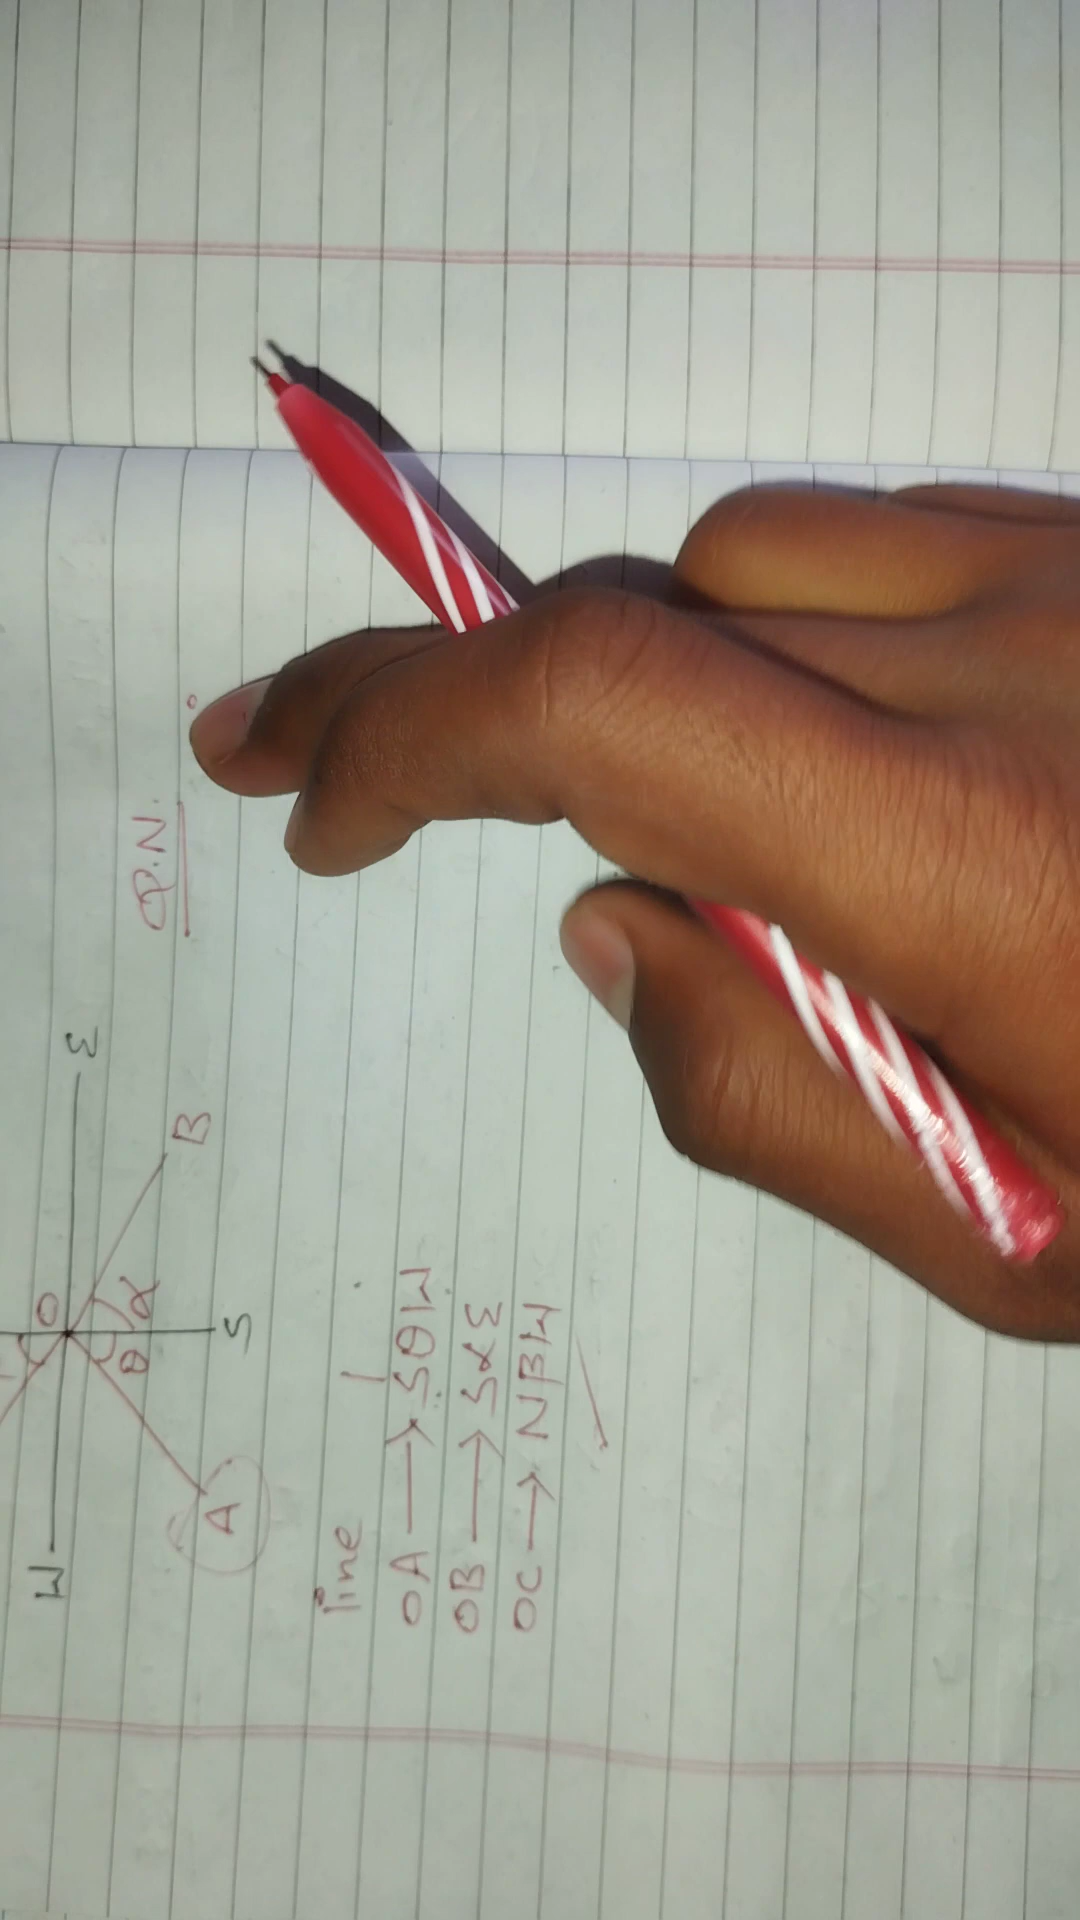 O
E
W
α
θ
B
S
A
Q.N.
line
OA → SθW
OB → SαE
OC → NβW